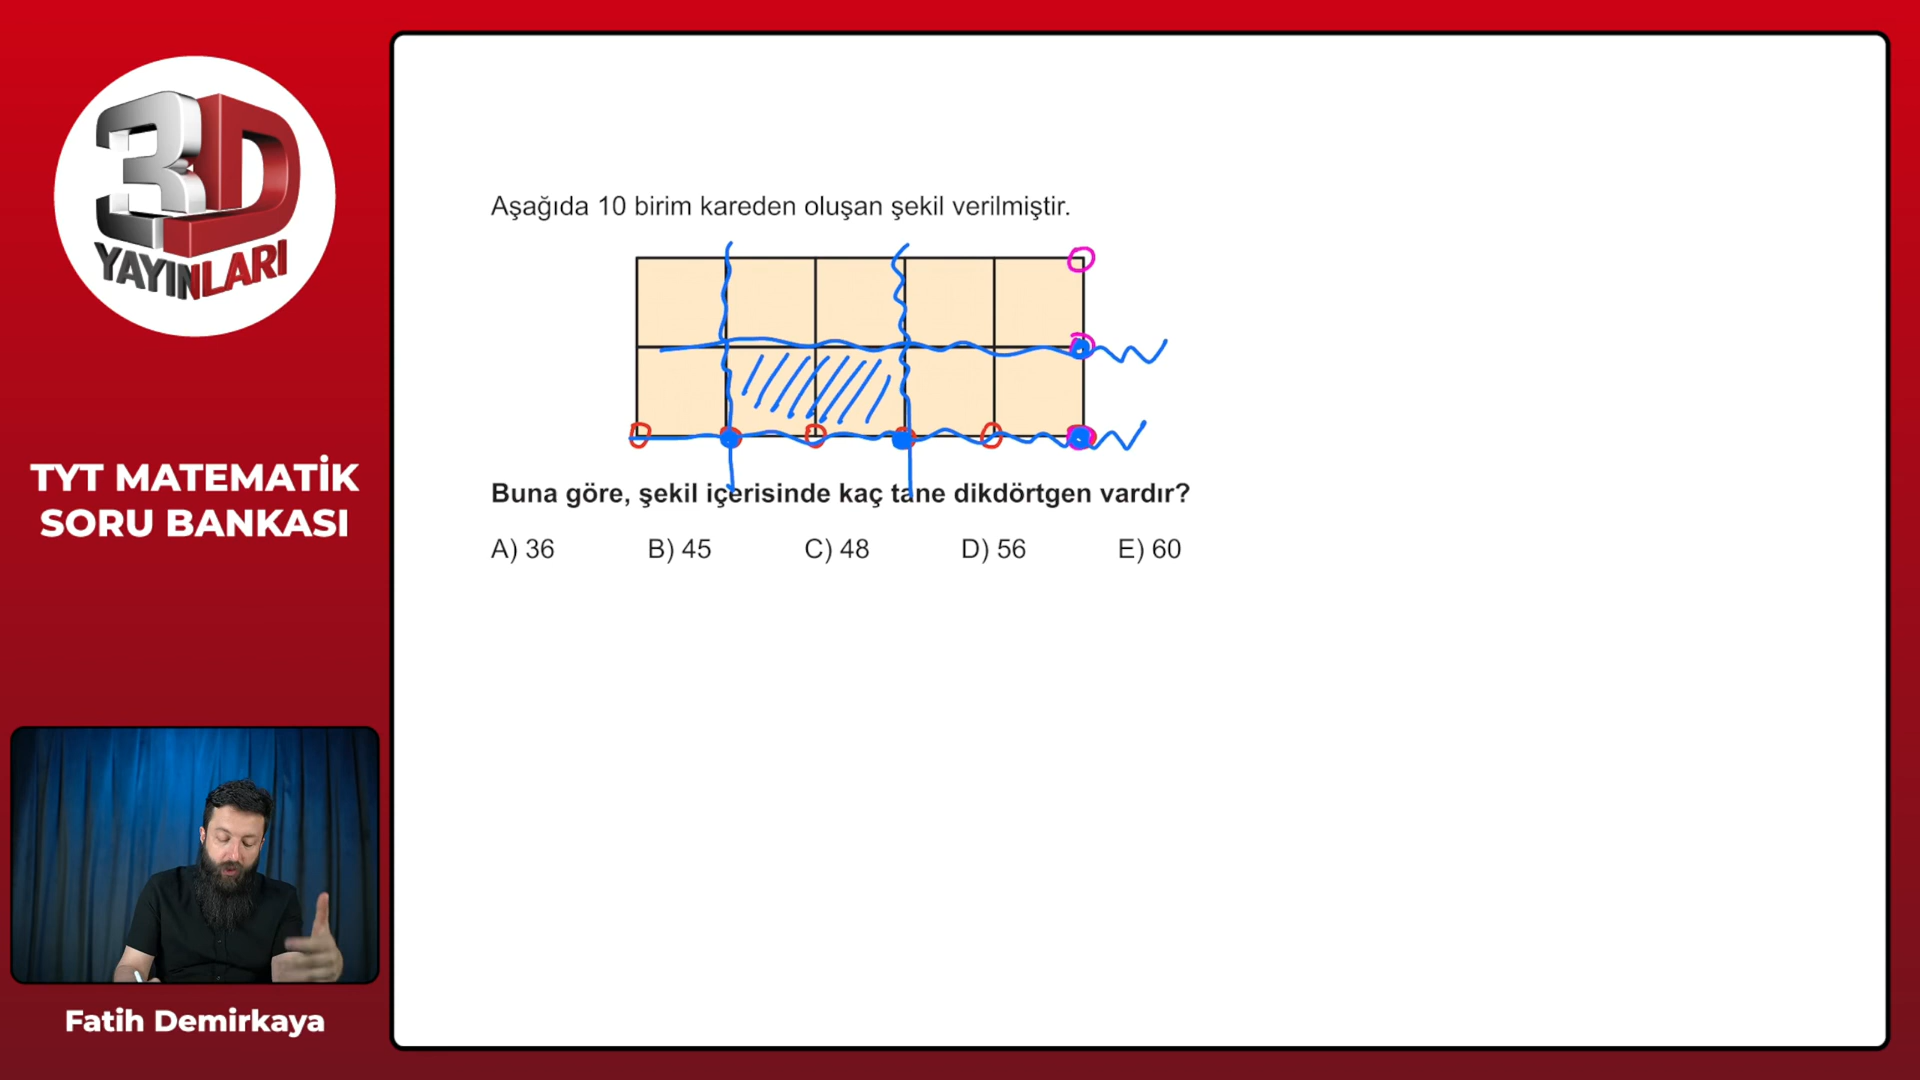 3D
YAYINLARI
TYT MATEMATİK
SORU BANKASI
Fatih Demirkaya
Aşağıda 10 birim kareden oluşan şekil verilmiştir.
Buna göre, şekil içerisinde kaç tane dikdörtgen vardır?
A) 36 B) 45 C) 48 D) 56 E) 60